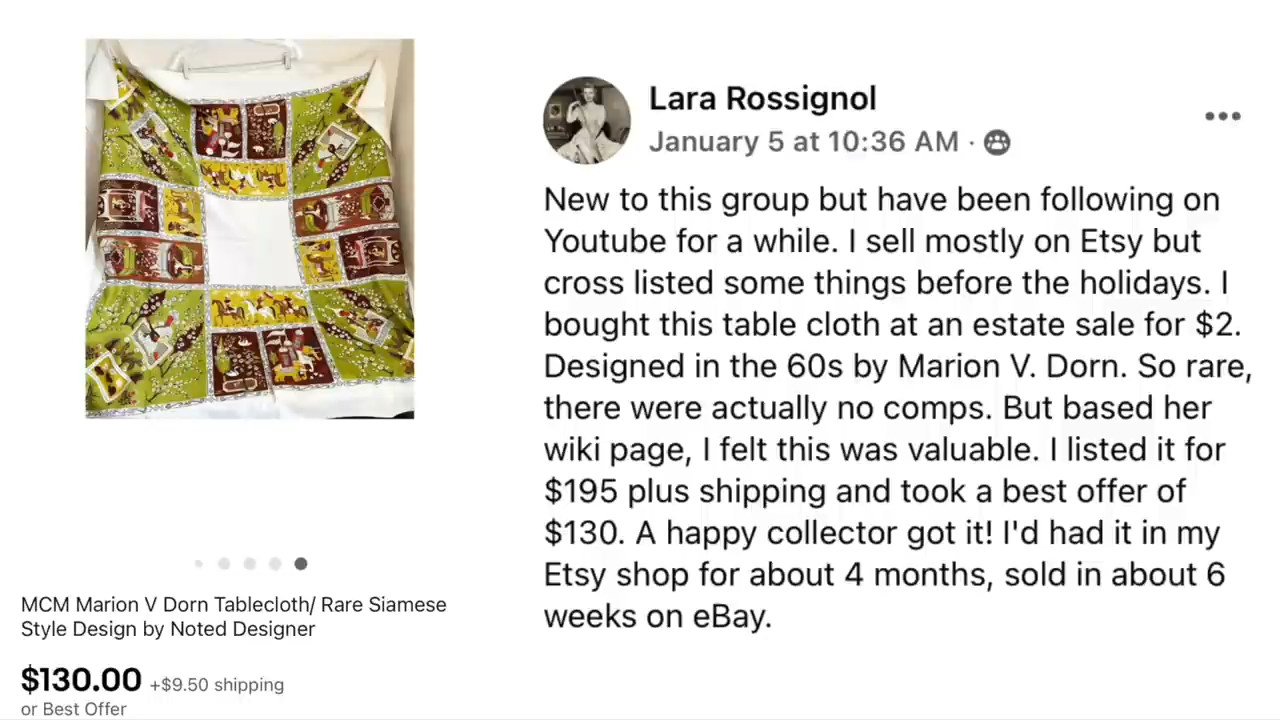 Lara Rossignol
January 5 at 10:36 AM ·
New to this group but have been following on
Youtube for a while. I sell mostly on Etsy but
cross listed some things before the holidays. I
bought this table cloth at an estate sale for $2.
Designed in the 60s by Marion V. Dorn. So rare,
there were actually no comps. But based her
wiki page, I felt this was valuable. I listed it for
$195 plus shipping and took a best offer of
$130. A happy collector got it! I'd had it in my
Etsy shop for about 4 months, sold in about 6
weeks on eBay.
MCM Marion V Dorn Tablecloth/ Rare Siamese
Style Design by Noted Designer
$130.00 +$9.50 shipping
or Best Offer